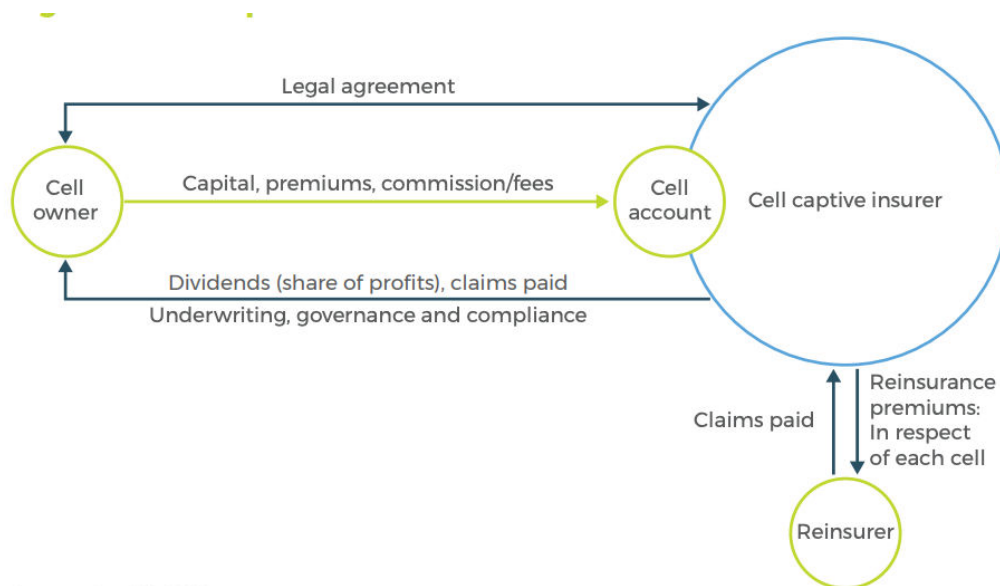 Legal agreement
Cell
owner
Capital, premiums, commission/fees
Cell
account
Cell captive insurer
Dividends (share of profits), claims paid
Underwriting, governance and compliance
Claims paid
Reinsurance
premiums:
In respect
of each cell
Reinsurer